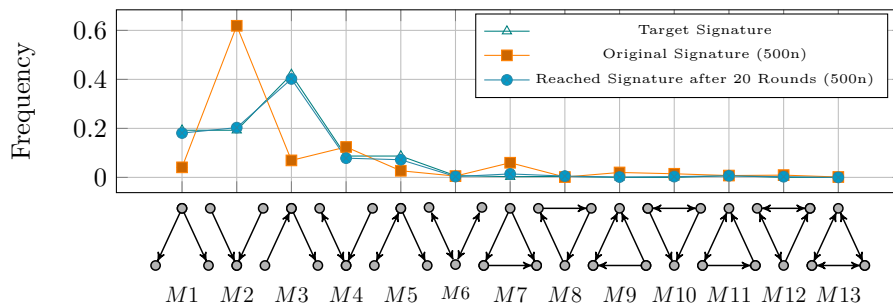 Frequency
0.6
0.4
0.2
0
Target Signature
Original Signature (500n)
Reached Signature after 20 Rounds (500n)
M1 M2 M3 M4 M5 M6 M7 M8 M9 M10 M11 M12 M13